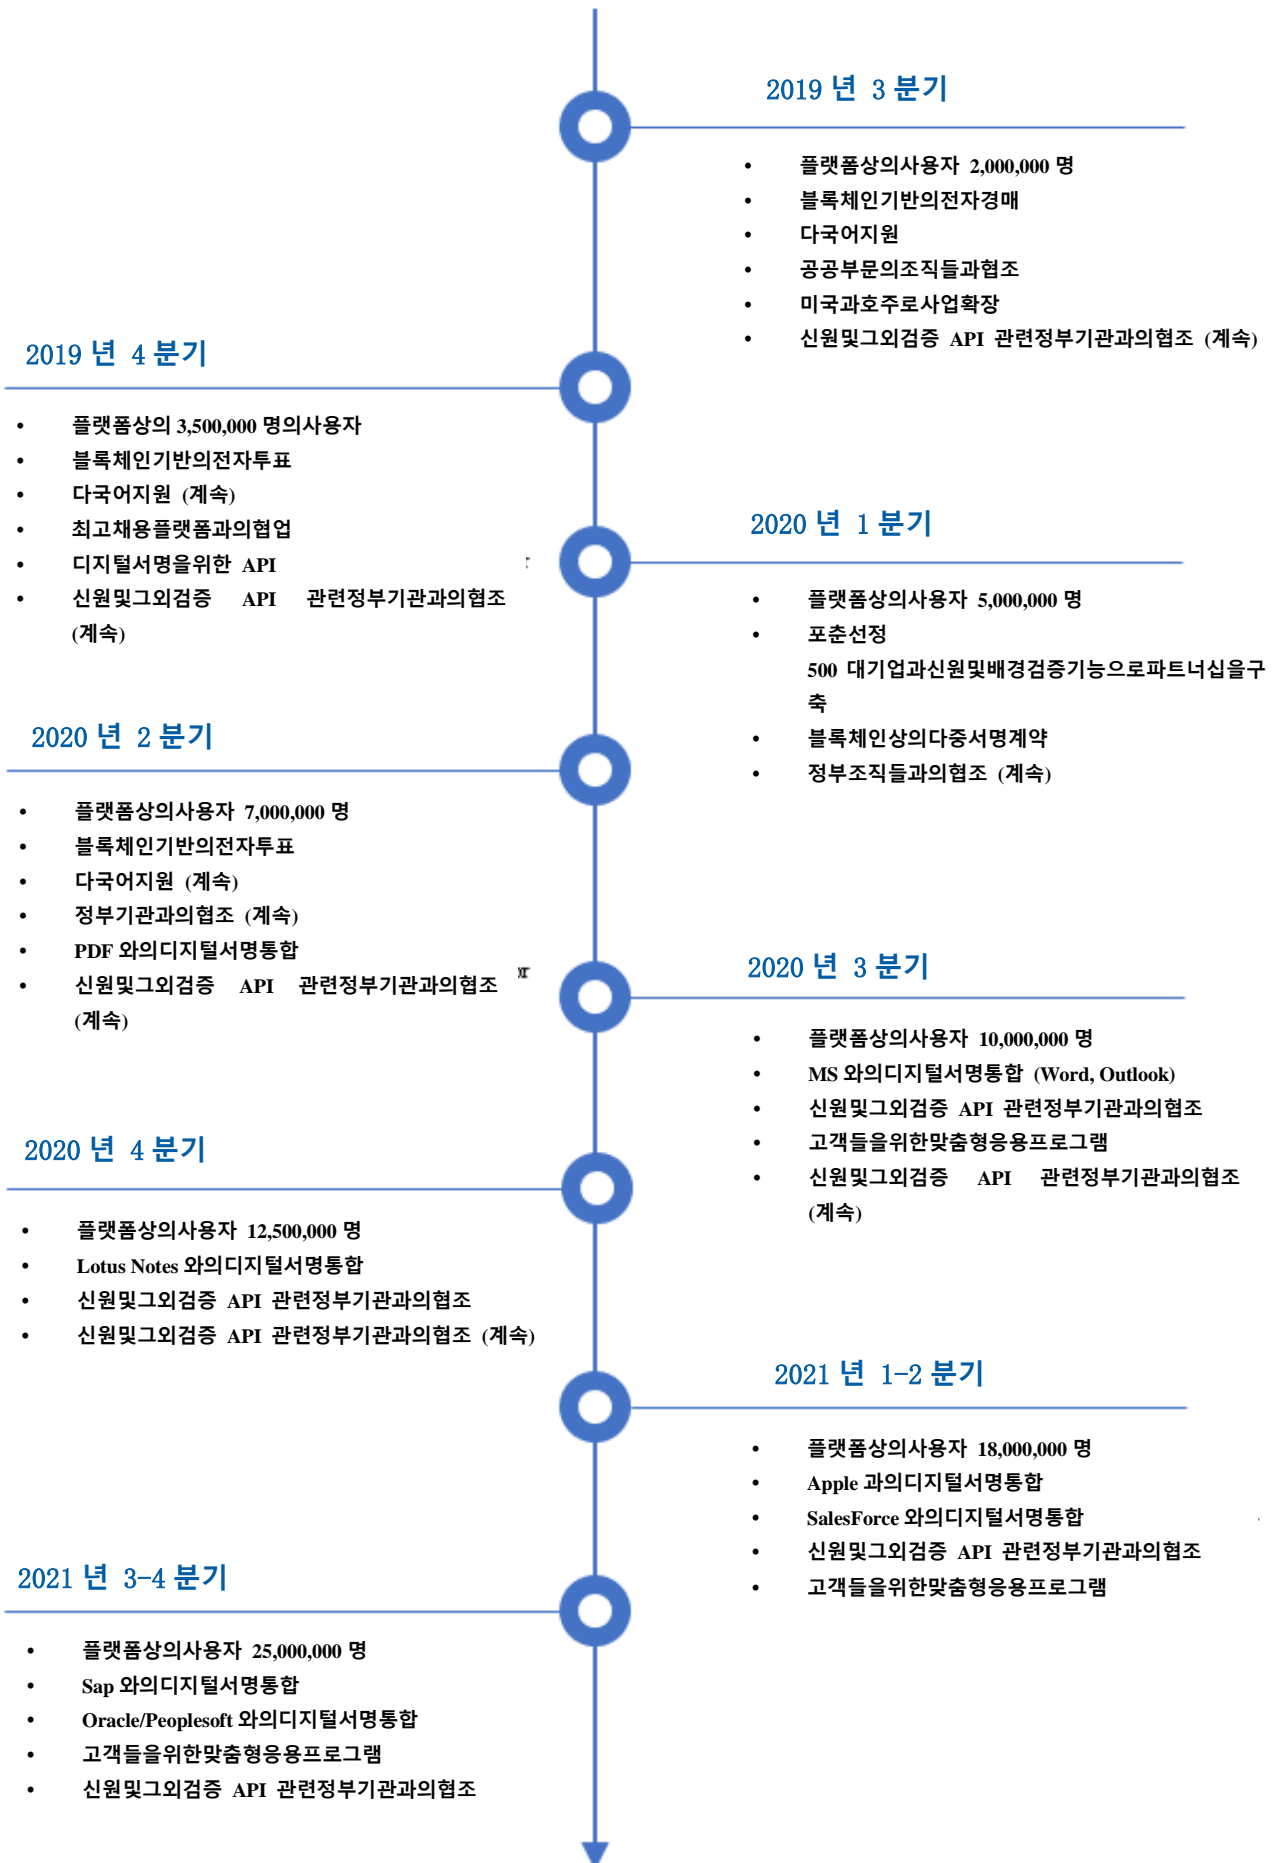 2019 년 3 분기
• 플랫폼상의사용자 2,000,000 명
• 블록체인기반의전자경매
• 다국어지원
• 공공부문의조직들과협조
• 미국과호주로사업확장
• 신원및그외검증 API 관련정부기관과의협조 (계속)
2019 년 4 분기
• 플랫폼상의 3,500,000 명의사용자
• 블록체인기반의전자투표
• 다국어지원 (계속)
• 최고채용플랫폼과의협업
• 디지털서명을위한 API
• 신원및그외검증 API 관련정부기관과의협조
(계속)
2020 년 1 분기
• 플랫폼상의사용자 5,000,000 명
• 포춘선정
500 대기업과신원및배경검증기능으로파트너십을구
축
• 블록체인상의다중서명계약
• 정부조직들과의협조 (계속)
2020 년 2 분기
• 플랫폼상의사용자 7,000,000 명
• 블록체인기반의전자투표
• 다국어지원 (계속)
• 정부기관과의협조 (계속)
• PDF 와의디지털서명통합
• 신원및그외검증 API 관련정부기관과의협조
(계속)
2020 년 3 분기
• 플랫폼상의사용자 10,000,000 명
• MS 와의디지털서명통합 (Word, Outlook)
• 신원및그외검증 API 관련정부기관과의협조
• 고객들을위한맞춤형응용프로그램
• 신원및그외검증 API 관련정부기관과의협조
(계속)
2020 년 4 분기
• 플랫폼상의사용자 12,500,000 명
• Lotus Notes 와의디지털서명통합
• 신원및그외검증 API 관련정부기관과의협조
• 신원및그외검증 API 관련정부기관과의협조 (계속)
2021 년 1-2 분기
• 플랫폼상의사용자 18,000,000 명
• Apple 과의디지털서명통합
• SalesForce 와의디지털서명통합
• 신원및그외검증 API 관련정부기관과의협조
• 고객들을위한맞춤형응용프로그램
2021 년 3-4 분기
• 플랫폼상의사용자 25,000,000 명
• Sap 와의디지털서명통합
• Oracle/Peoplesoft 와의디지털서명통합
• 고객들을위한맞춤형응용프로그램
• 신원및그외검증 API 관련정부기관과의협조